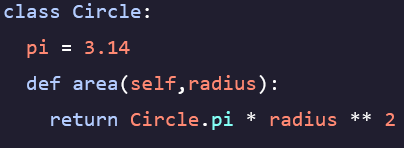 class Circle:
  pi = 3.14
  def area(self,radius):
    return Circle.pi * radius ** 2